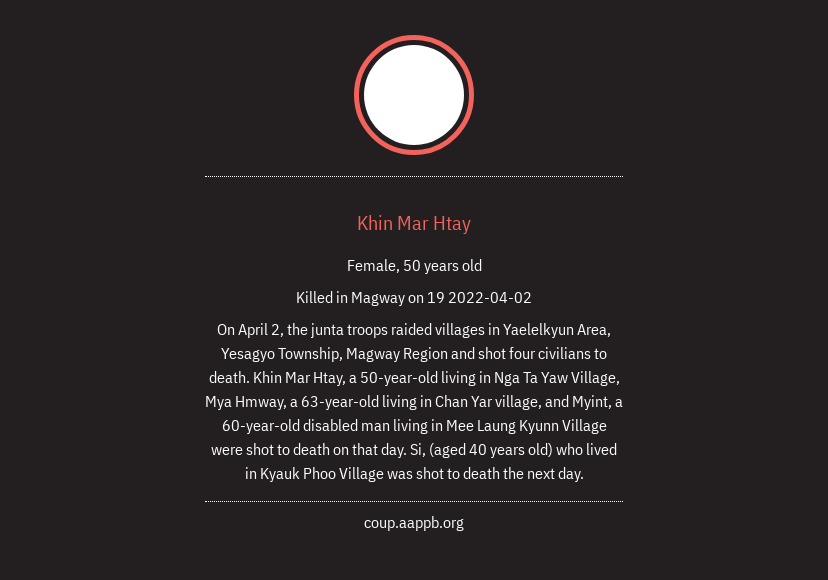 Khin Mar Htay
Female, 50 years old
Killed in Magway on 19 2022-04-02
On April 2, the junta troops raided villages in Yaelelkyun Area,
Yesagyo Township, Magway Region and shot four civilians to
death. Khin Mar Htay, a 50-year-old living in Nga Ta Yaw Village,
Mya Hmway, a 63-year-old living in Chan Yar village, and Myint, a
60-year-old disabled man living in Mee Laung Kyunn Village
were shot to death on that day. Si, (aged 40 years old) who lived
in Kyauk Phoo Village was shot to death the next day.
coup.aappb.org